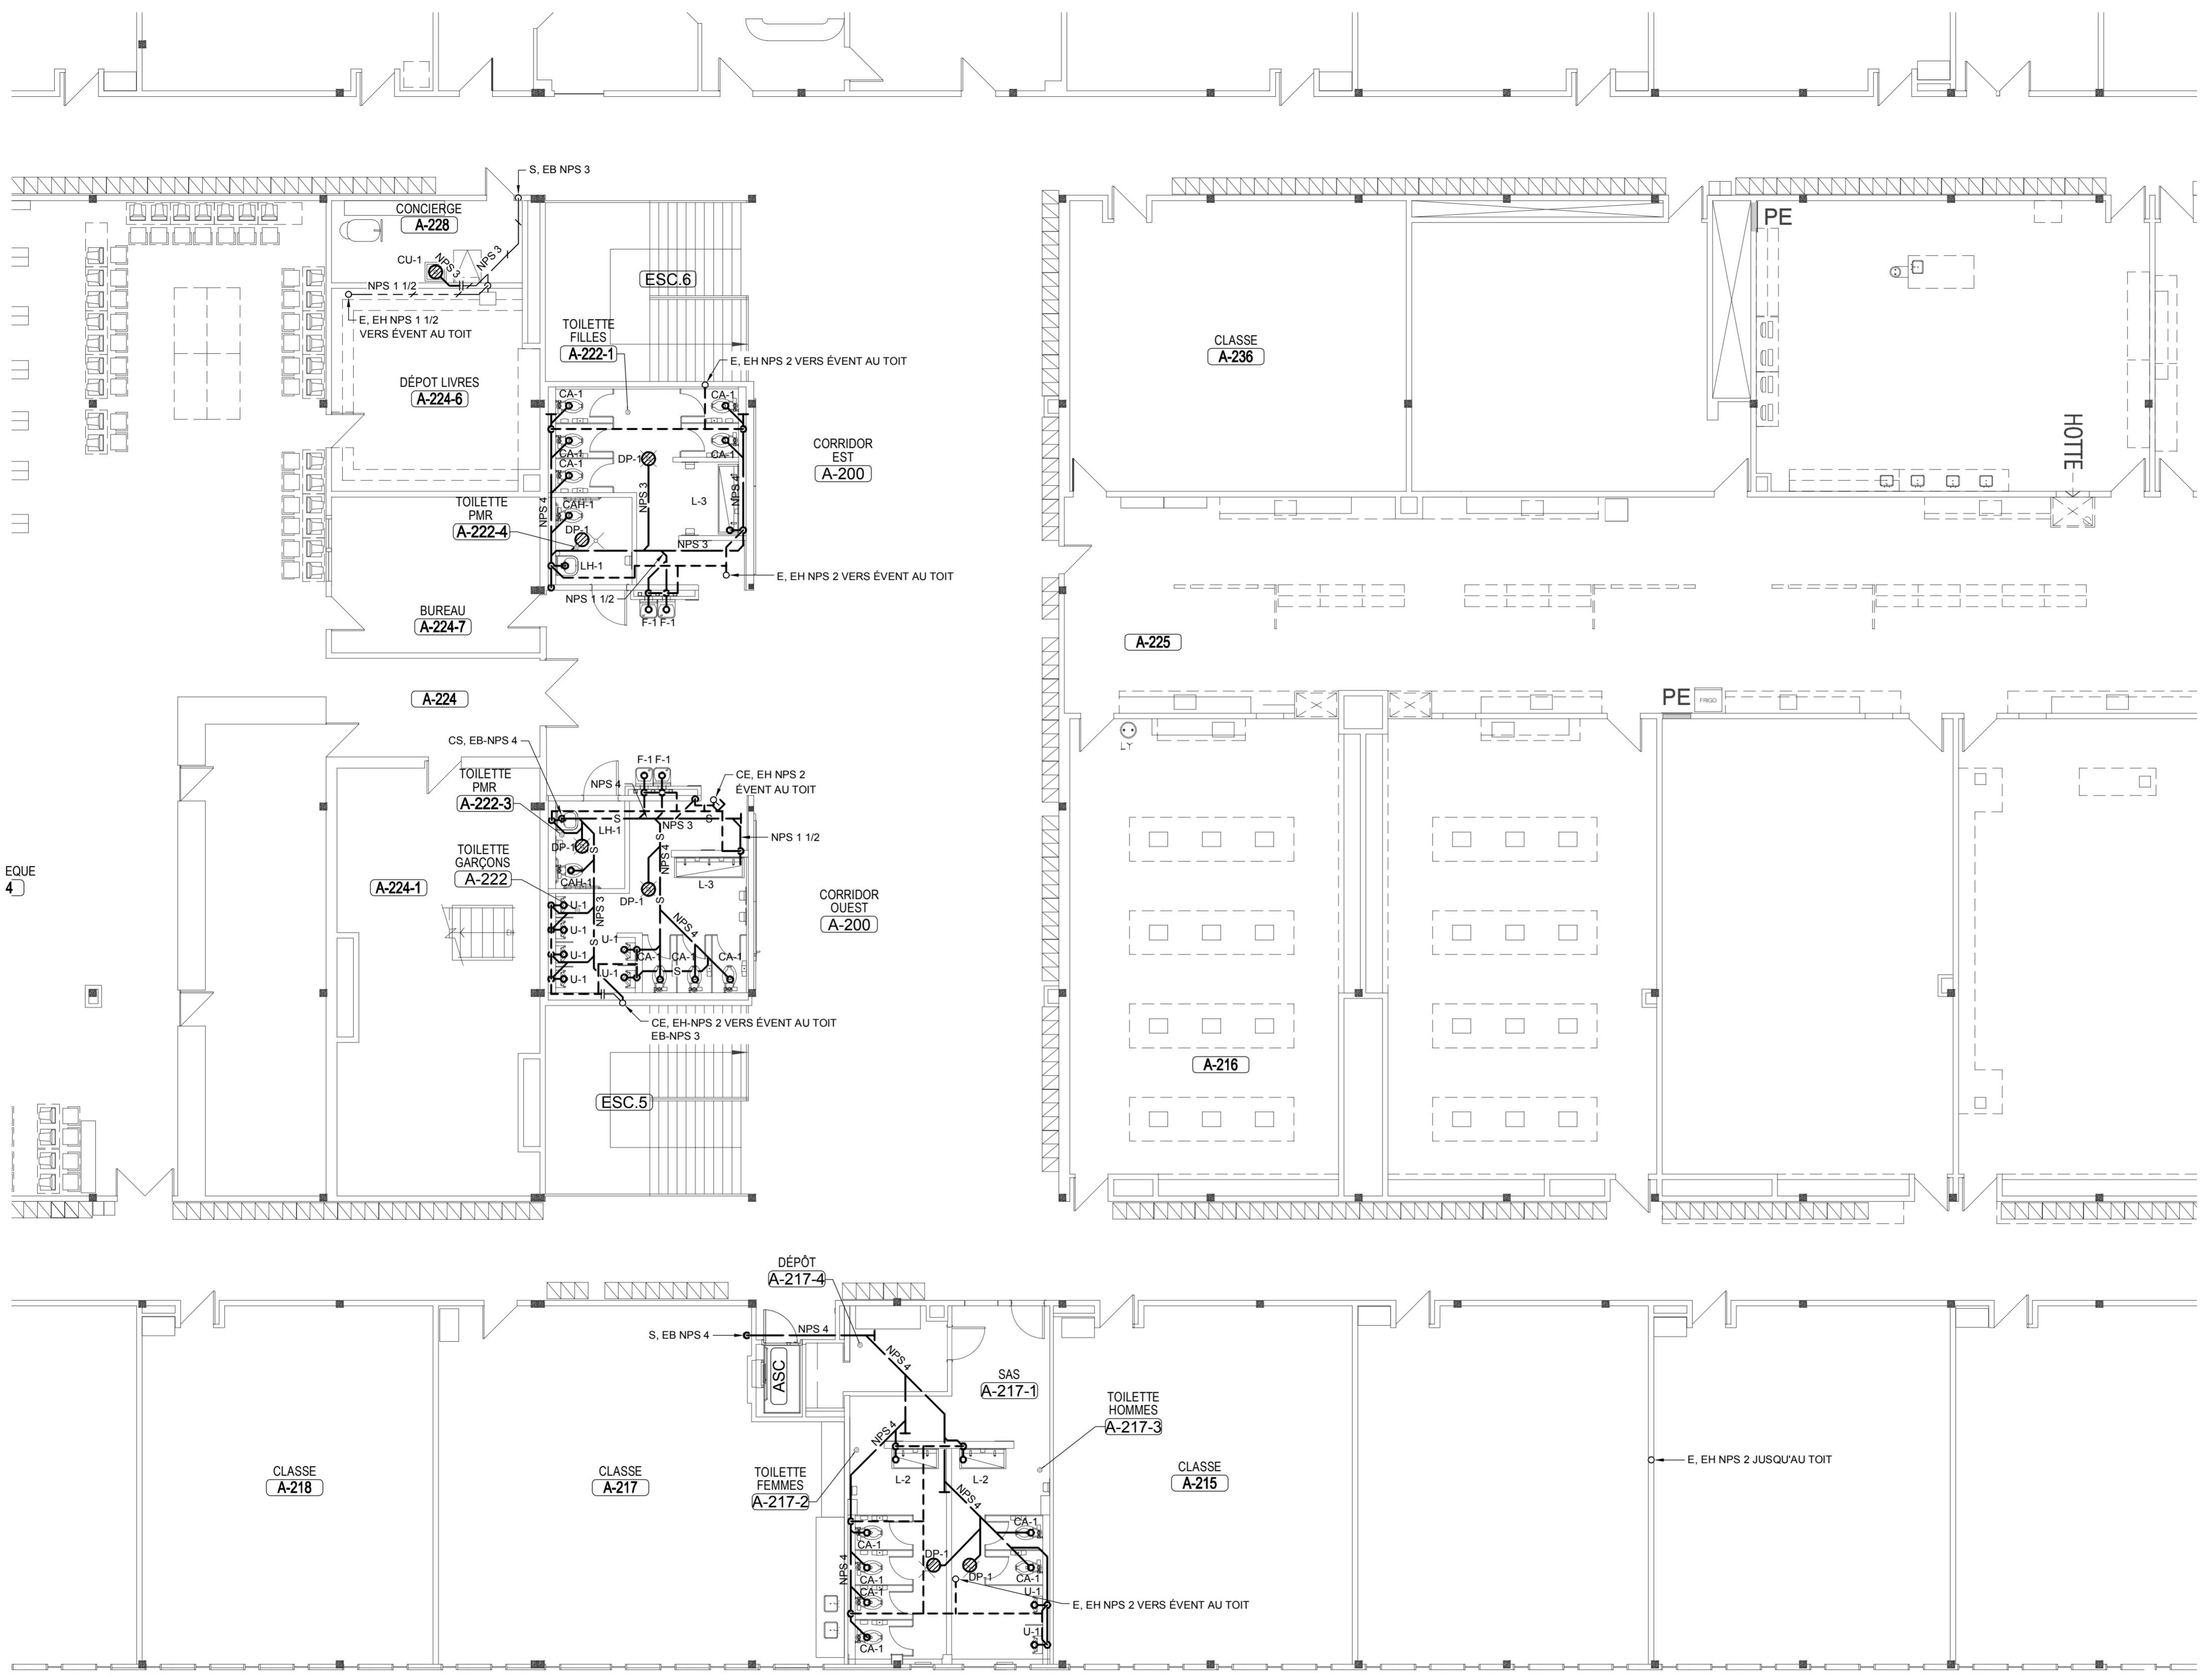 S, EB NPS 3
CONCIERGE
A-228
CU-1
NPS 3
NPS 3
NPS 1 1/2
E, EH NPS 1 1/2
VERS ÉVENT AU TOIT
ESC.6
TOILETTE
FILLES
A-222-1
E, EH NPS 2 VERS ÉVENT AU TOIT
DÉPOT LIVRES
A-224-6
CA-1
CA-1
CA-1
CA-1
CA-1
DP-1
NPS 4
NPS 3
NPS 4
L-3
CORRIDOR
EST
A-200
TOILETTE
PMR
A-222-4
CAH-1
DP-1
NPS 3
LH-1
E, EH NPS 2 VERS ÉVENT AU TOIT
NPS 1 1/2
F-1
F-1
BUREAU
A-224-7
A-224
PE
CLASSE
A-236
HOTTE
A-225
PE
FRIGO
LY
CS, EB-NPS 4
TOILETTE
PMR
A-222-3
F-1
F-1
NPS 4
CE, EH NPS 2
ÉVENT AU TOIT
S
NPS 3
S
LH-1
NPS 1 1/2
DP-1
S
S
NPS 4
TOILETTE
GARÇONS
A-222
CAH-1
L-3
EQUE
4
A-224-1
DP-1
S
U-1
NPS 3
U-1
S
NPS 4
U-1
U-1
U-1
U-1
CA-1
CA-1
CA-1
S
CORRIDOR
OUEST
A-200
CE, EH-NPS 2 VERS ÉVENT AU TOIT
EB-NPS 3
ESC.5
A-216
DÉPÔT
A-217-4
S, EB NPS 4
NPS 4
NPS 4
ASC
SAS
A-217-1
TOILETTE
HOMMES
A-217-3
NPS 4
CLASSE
A-218
CLASSE
A-217
TOILETTE
FEMMES
A-217-2
L-2
L-2
CLASSE
A-215
E, EH NPS 2 JUSQU'AU TOIT
NPS 4
CA-1
CA-1
DP-1
NPS 4
CA-1
CA-1
DP-1
CA-1
U-1
E, EH NPS 2 VERS ÉVENT AU TOIT
U-1
CA-1